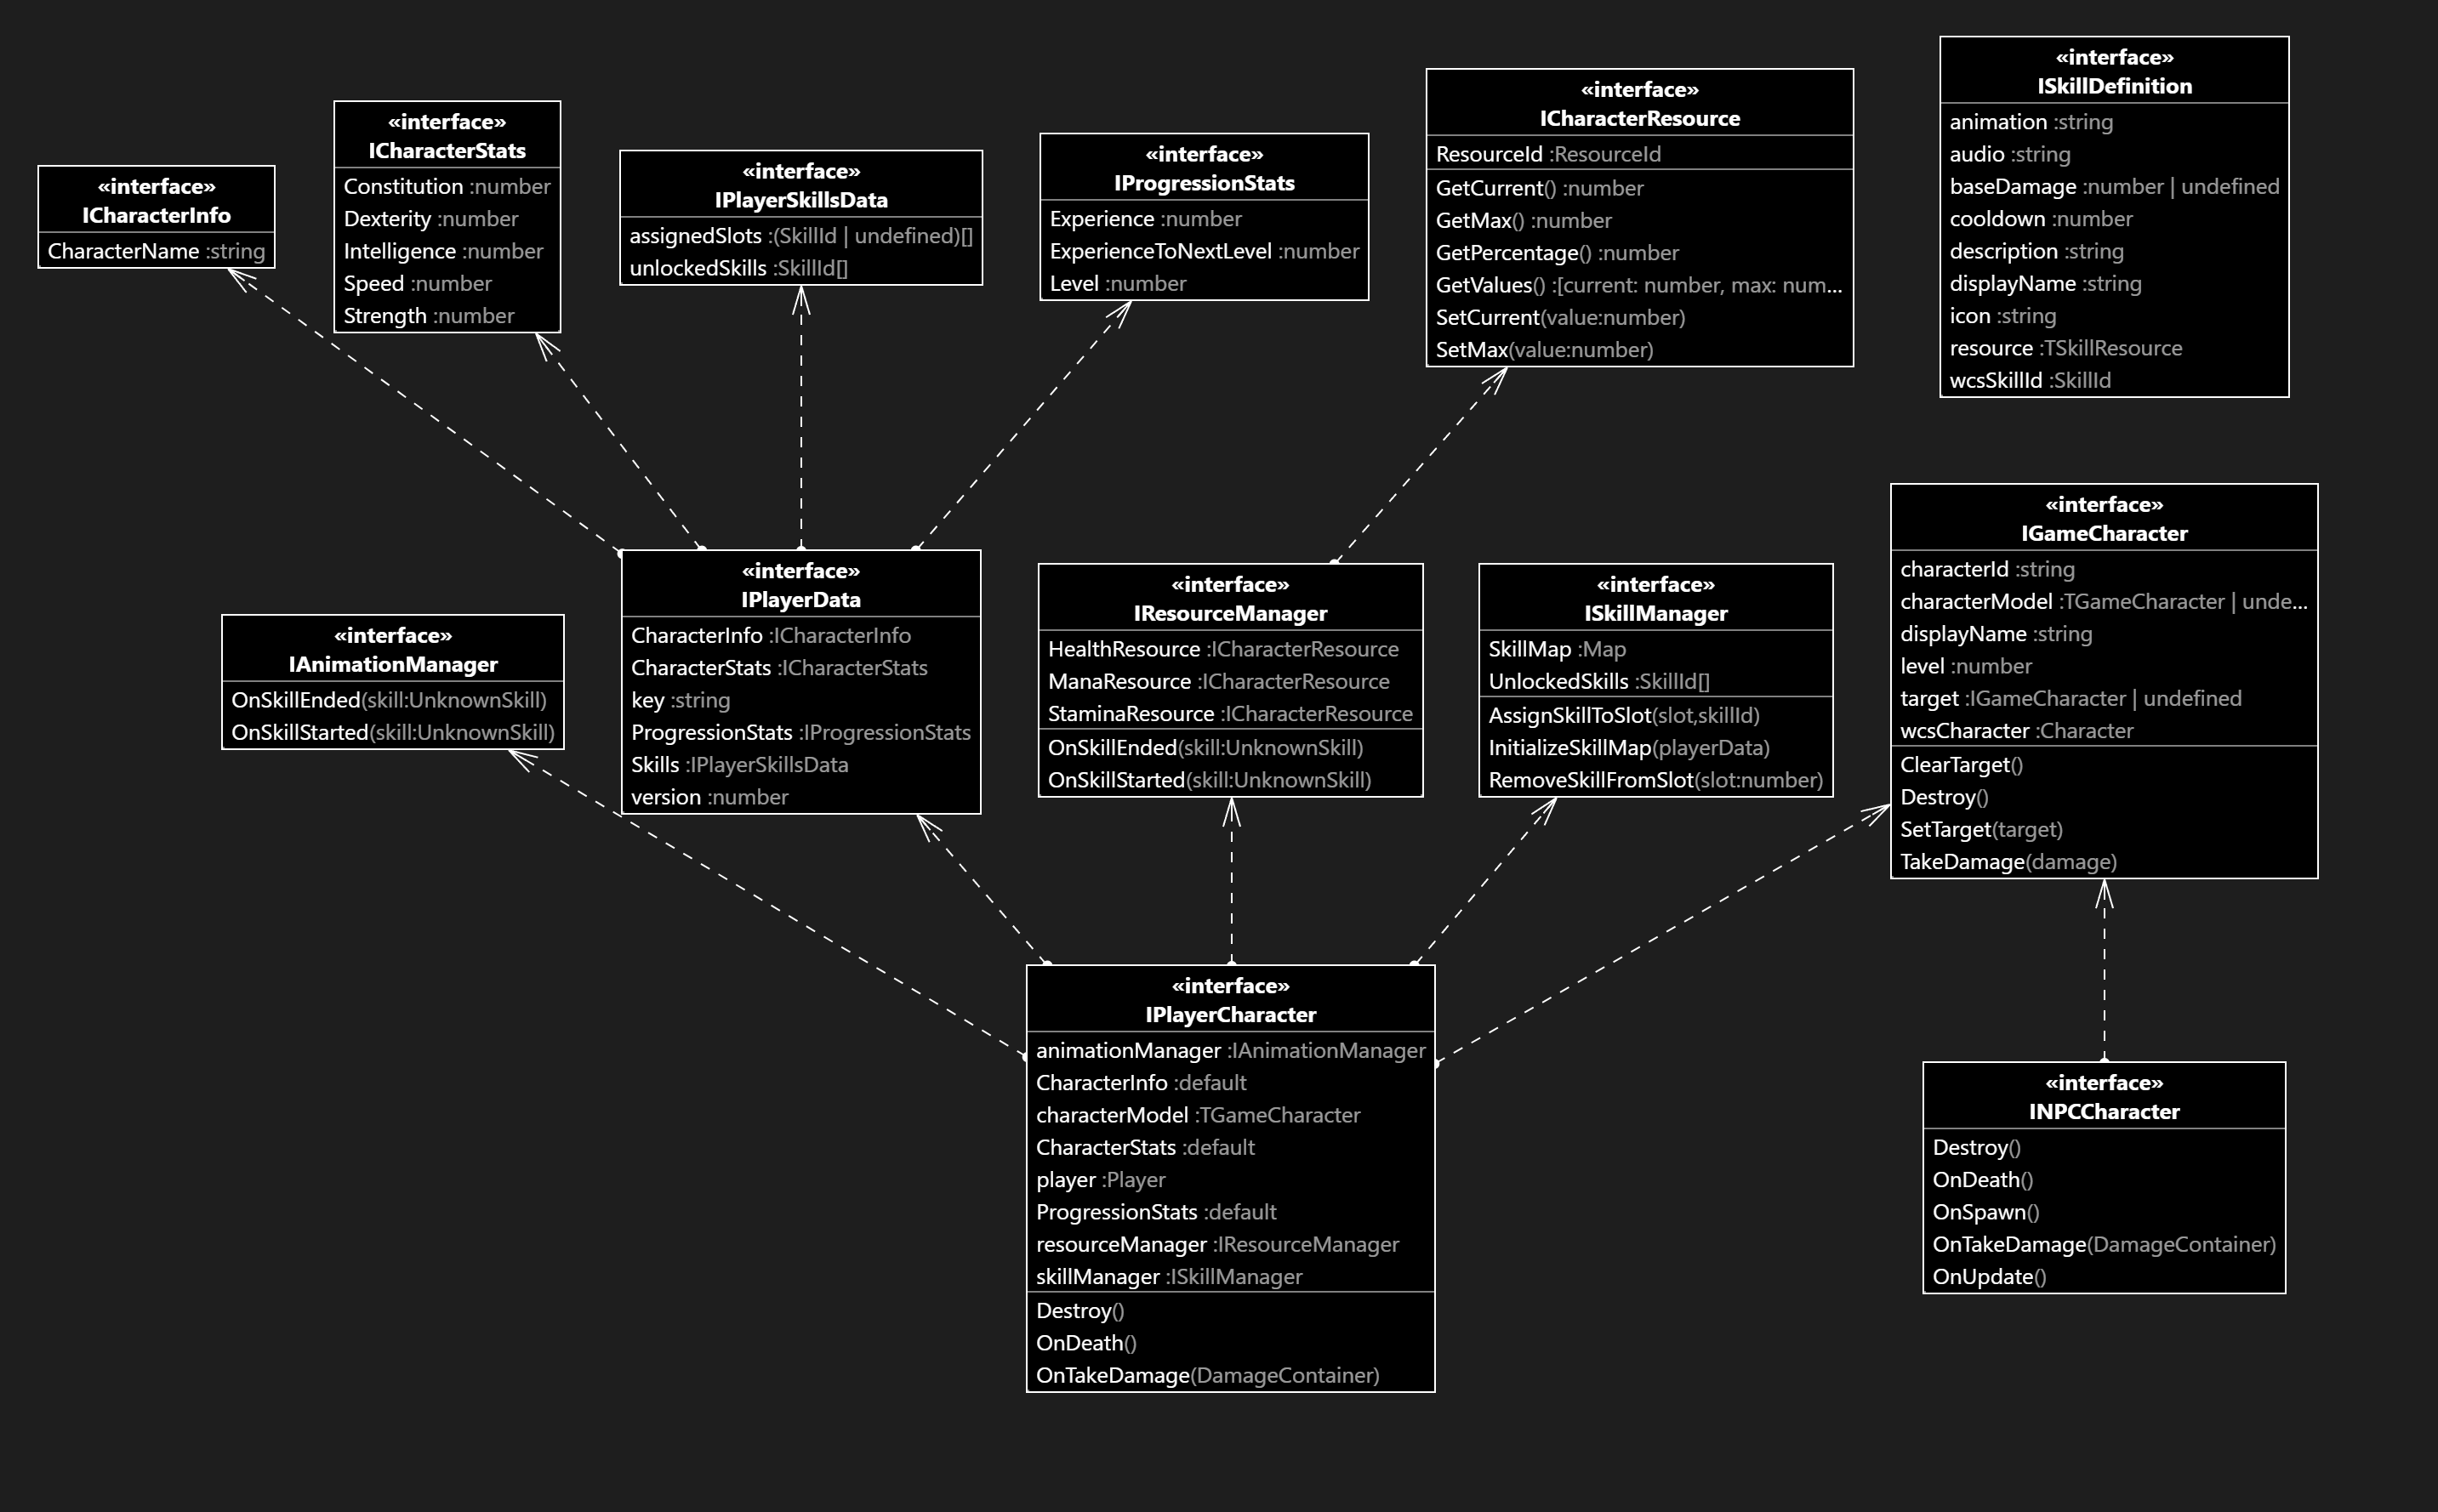 «interface»
ICharacterInfo
CharacterName :string
«interface»
ICharacterStats
Constitution :number
Dexterity :number
Intelligence :number
Speed :number
Strength :number
«interface»
IPlayerSkillsData
assignedSlots :(SkillId | undefined)[]
unlockedSkills :SkillId[]
«interface»
IProgressionStats
Experience :number
ExperienceToNextLevel :number
Level :number
«interface»
ICharacterResource
ResourceId :ResourceId
GetCurrent() :number
GetMax() :number
GetPercentage() :number
GetValues() :[current: number, max: num...
SetCurrent(value:number)
SetMax(value:number)
«interface»
ISkillDefinition
animation :string
audio :string
baseDamage :number | undefined
cooldown :number
description :string
displayName :string
icon :string
resource :TSkillResource
wcsSkillId :SkillId
«interface»
IAnimationManager
OnSkillEnded(skill:UnknownSkill)
OnSkillStarted(skill:UnknownSkill)
«interface»
IPlayerData
CharacterInfo :ICharacterInfo
CharacterStats :ICharacterStats
key :string
ProgressionStats :IProgressionStats
Skills :IPlayerSkillsData
version :number
«interface»
IResourceManager
HealthResource :ICharacterResource
ManaResource :ICharacterResource
StaminaResource :ICharacterResource
OnSkillEnded(skill:UnknownSkill)
OnSkillStarted(skill:UnknownSkill)
«interface»
ISkillManager
SkillMap :Map
UnlockedSkills :SkillId[]
AssignSkillToSlot(slot,skillId)
InitializeSkillMap(playerData)
RemoveSkillFromSlot(slot:number)
«interface»
IGameCharacter
characterId :string
characterModel :TGameCharacter | unde...
displayName :string
level :number
target :IGameCharacter | undefined
wcsCharacter :Character
ClearTarget()
Destroy()
SetTarget(target)
TakeDamage(damage)
«interface»
IPlayerCharacter
animationManager :IAnimationManager
CharacterInfo :default
characterModel :TGameCharacter
CharacterStats :default
player :Player
ProgressionStats :default
resourceManager :IResourceManager
skillManager :ISkillManager
Destroy()
OnDeath()
OnTakeDamage(DamageContainer)
«interface»
INPCCharacter
Destroy()
OnDeath()
OnSpawn()
OnTakeDamage(DamageContainer)
OnUpdate()